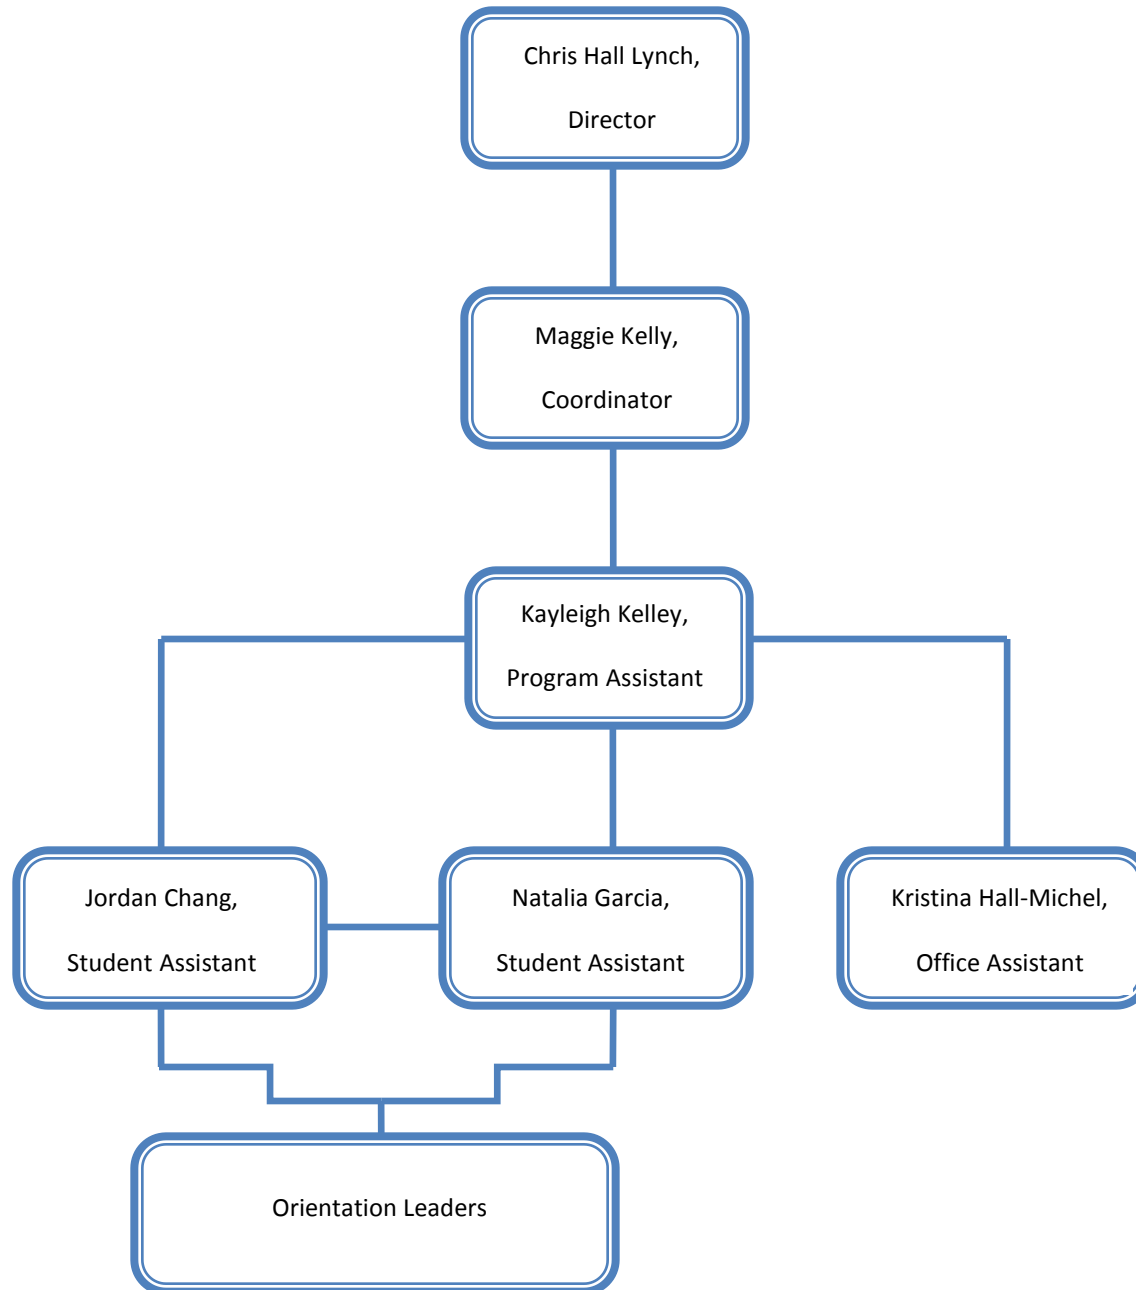 Chris Hall Lynch,
Director
Maggie Kelly,
Coordinator
Kayleigh Kelley,
Program Assistant
Jordan Chang,
Student Assistant
Natalia Garcia,
Student Assistant
Kristina Hall-Michel,
Office Assistant
Orientation Leaders